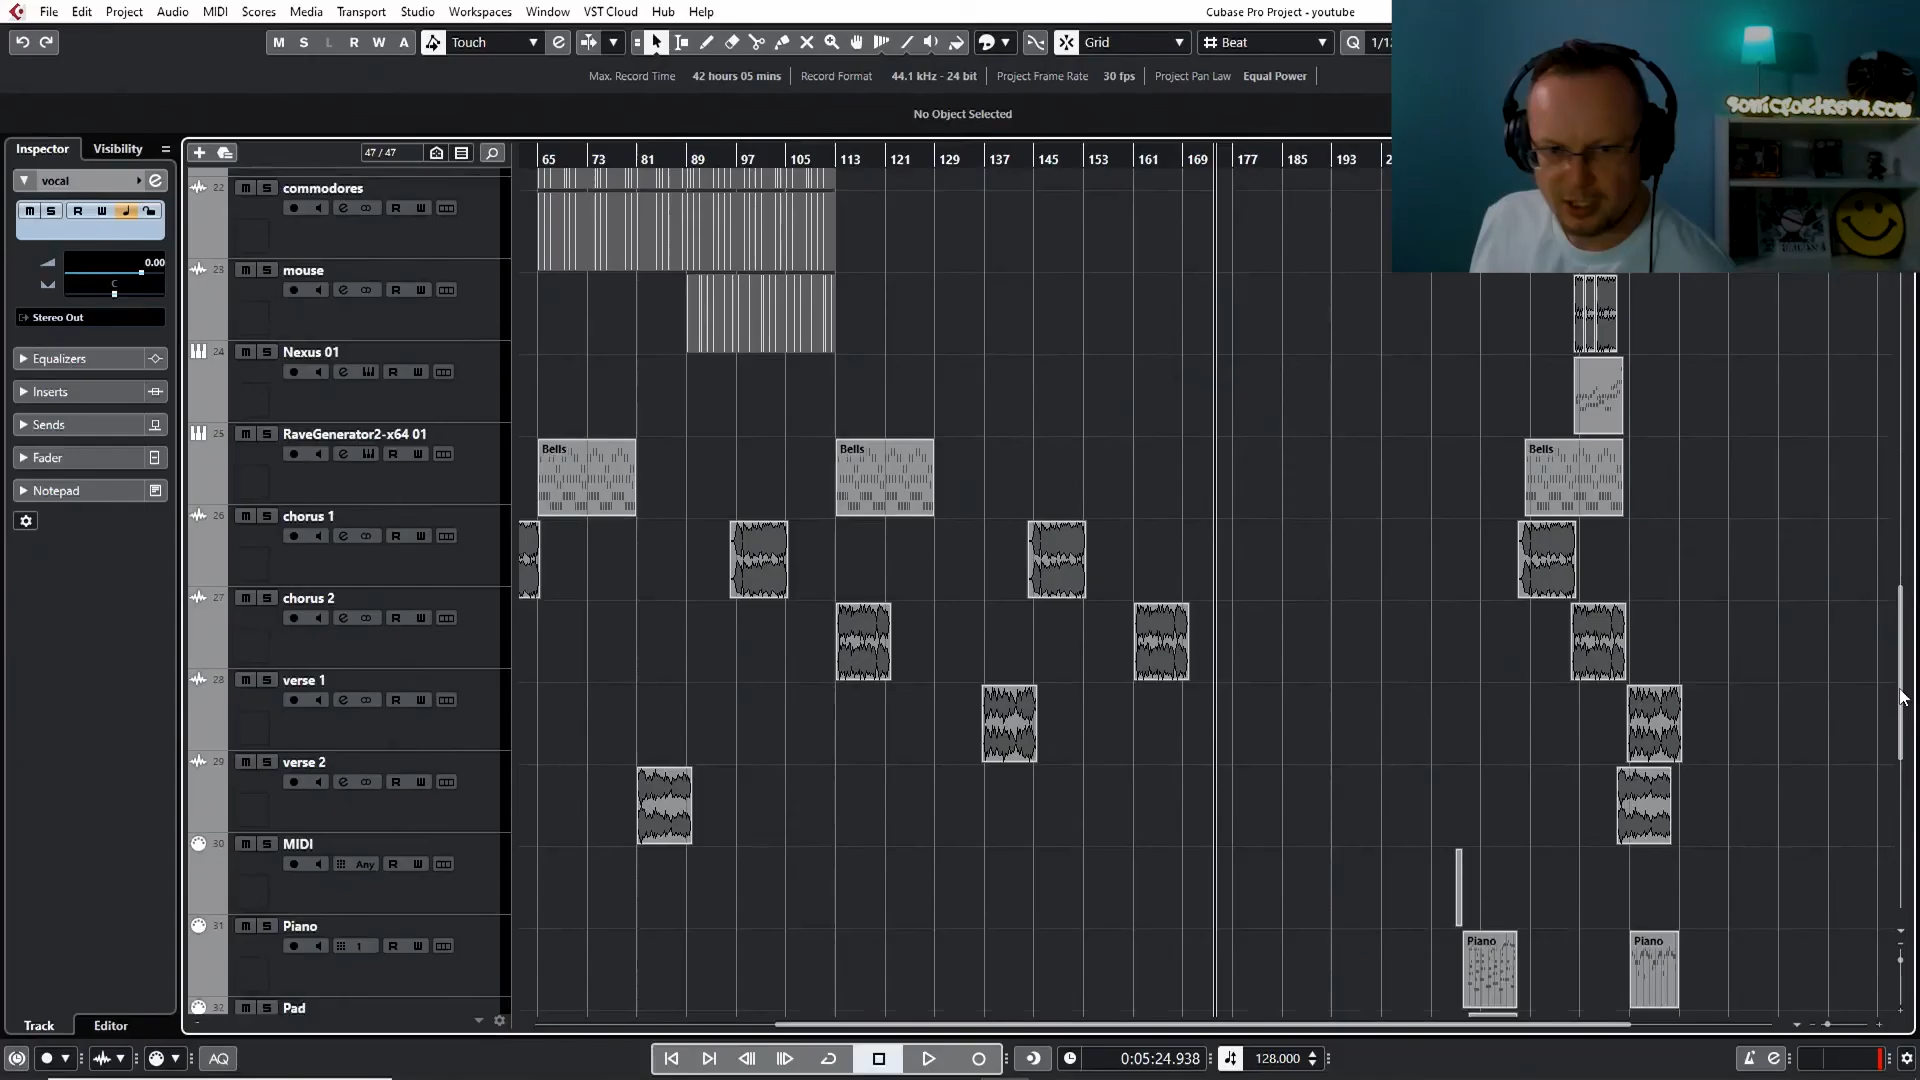 File Edit Project Audio MIDI Scores Media Transport Studio Workspaces Window VST Cloud Hub Help Cubase Pro Project - youtube
M S L R W A Touch Grid Beat
Max. Record Time 42 hours 05 mins Record Format 44.1 kHz - 24 bit Project Frame Rate 30 fps Project Pan Law Equal Power
sonicfokker99.com
No Object Selected
Inspector Visibility
47 / 47
65 73 81 89 97 105 113 121 129 137 145 153 161 169 177 185 193
vocal
M S R W
0.00
C
Stereo Out
Equalizers
Inserts
Sends
Fader
Notepad
22 m S commodores
R W
23 m S mouse
R W
24 m S Nexus 01
R W
25 m S RaveGenerator2-x64 01
R W
Bells Bells Bells
26 m S chorus 1
R W
27 m S chorus 2
R W
28 m S verse 1
R W
29 m S verse 2
R W
30 m S MIDI
Any R W
31 m S Piano
1 R W
Piano Piano
32 m S Pad
Track Editor
AQ 0:05:24.938 128.000